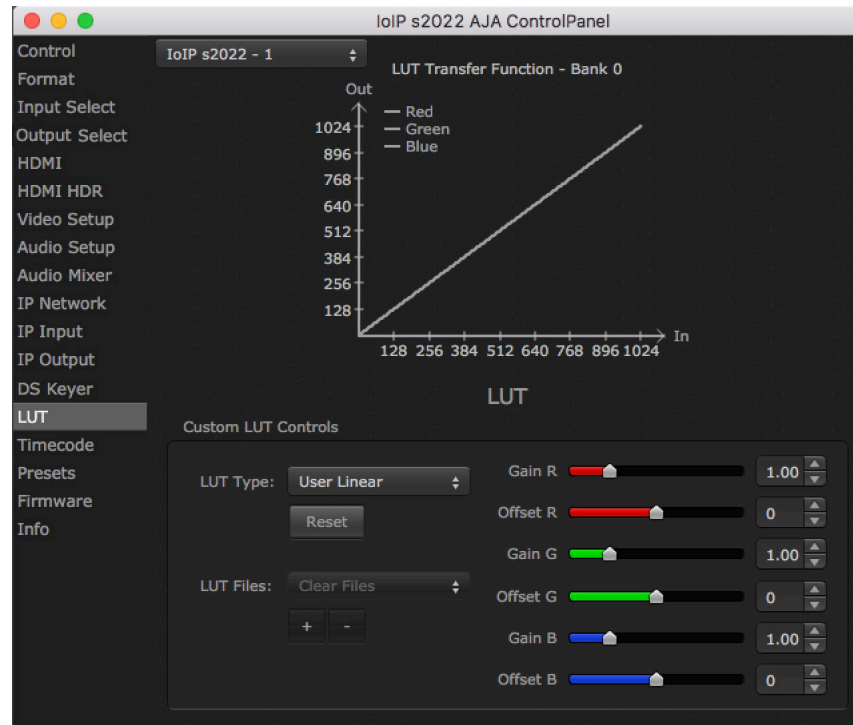 IoIP s2022 AJA ControlPanel
Control
Format
Input Select
Output Select
HDMI
HDMI HDR
Video Setup
Audio Setup
Audio Mixer
IP Network
IP Input
IP Output
DS Keyer
LUT
Timecode
Presets
Firmware
Info
IoIP s2022 - 1
LUT Transfer Function - Bank 0
Out
Red
Green
Blue
1024
896
768
640
512
384
256
128
In
128 256 384 512 640 768 896 1024
LUT
Custom LUT Controls
LUT Type: User Linear
Reset
LUT Files: Clear Files
+ -
Gain R 1.00
Offset R 0
Gain G 1.00
Offset G 0
Gain B 1.00
Offset B 0